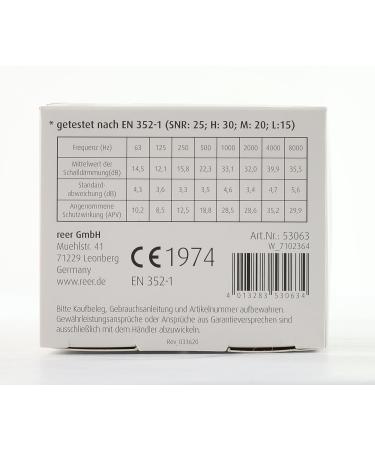 * getestet nach EN 352-1 (SNR: 25; H: 30; M: 20; L:15)
Frequenz (Hz) 63 125 250 500 1000 2000 4000 8000
Mittelwert der Schalldämmung(dB) 14,5 12,1 15,8 22,3 33,1 32,0 39,9 35,5
Standard-abweichung (dB) 4,3 3,6 3,3 3,5 4,6 3,4 4,7 5,6
Angenommene Schutzwirkung (APV) 10,2 8,5 12,5 18,8 28,5 28,6 35,2 29,9
reer GmbH
Muehlstr. 41
71229 Leonberg
Germany
www.reer.de
CE 1974
EN 352-1
Art.Nr.: 53063
W_7102364
4 013283 530634
Bitte Kaufbeleg, Gebrauchsanleitung und Artikelnummer aufbewahren.
Gewährleistungsansprüche oder Ansprüche aus Garantieversprechen sind
ausschließlich mit dem Händler abzuwickeln.
Rev. 033620